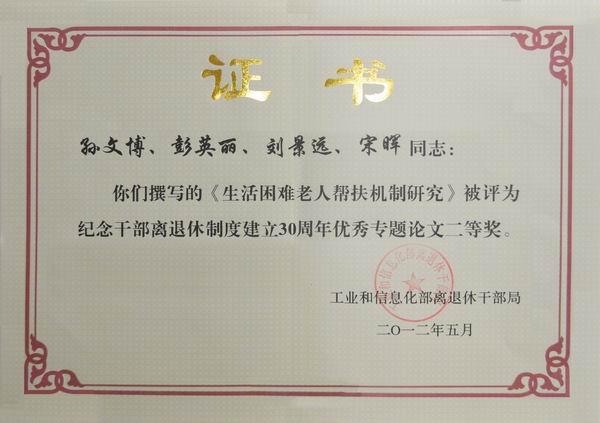 证书
孙文博、彭英丽、刘景远、宋晖同志：
你们撰写的《生活困难老人帮扶机制研究》被评为
纪念干部离退休制度建立30周年优秀专题论文二等奖。
工业和信息化部离退休干部局
二〇一二年五月